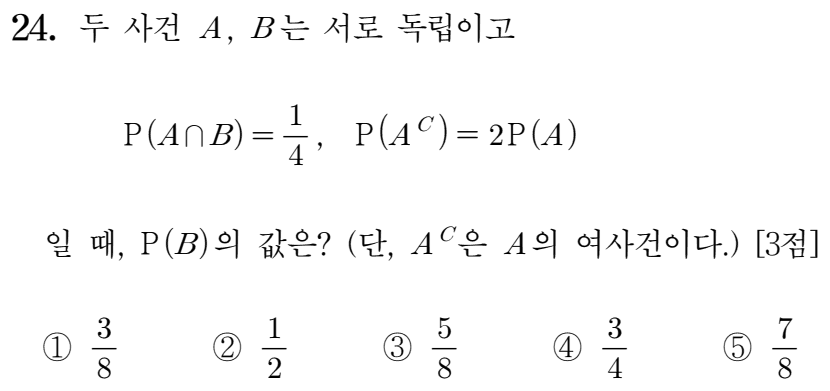 24. 두 사건 A, B는 서로 독립이고
P(A∩B) = 1/4, P(A^C) = 2P(A)
일 때, P(B)의 값은? (단, A^C은 A의 여사건이다.) [3점]
① 3/8 ② 1/2 ③ 5/8 ④ 3/4 ⑤ 7/8